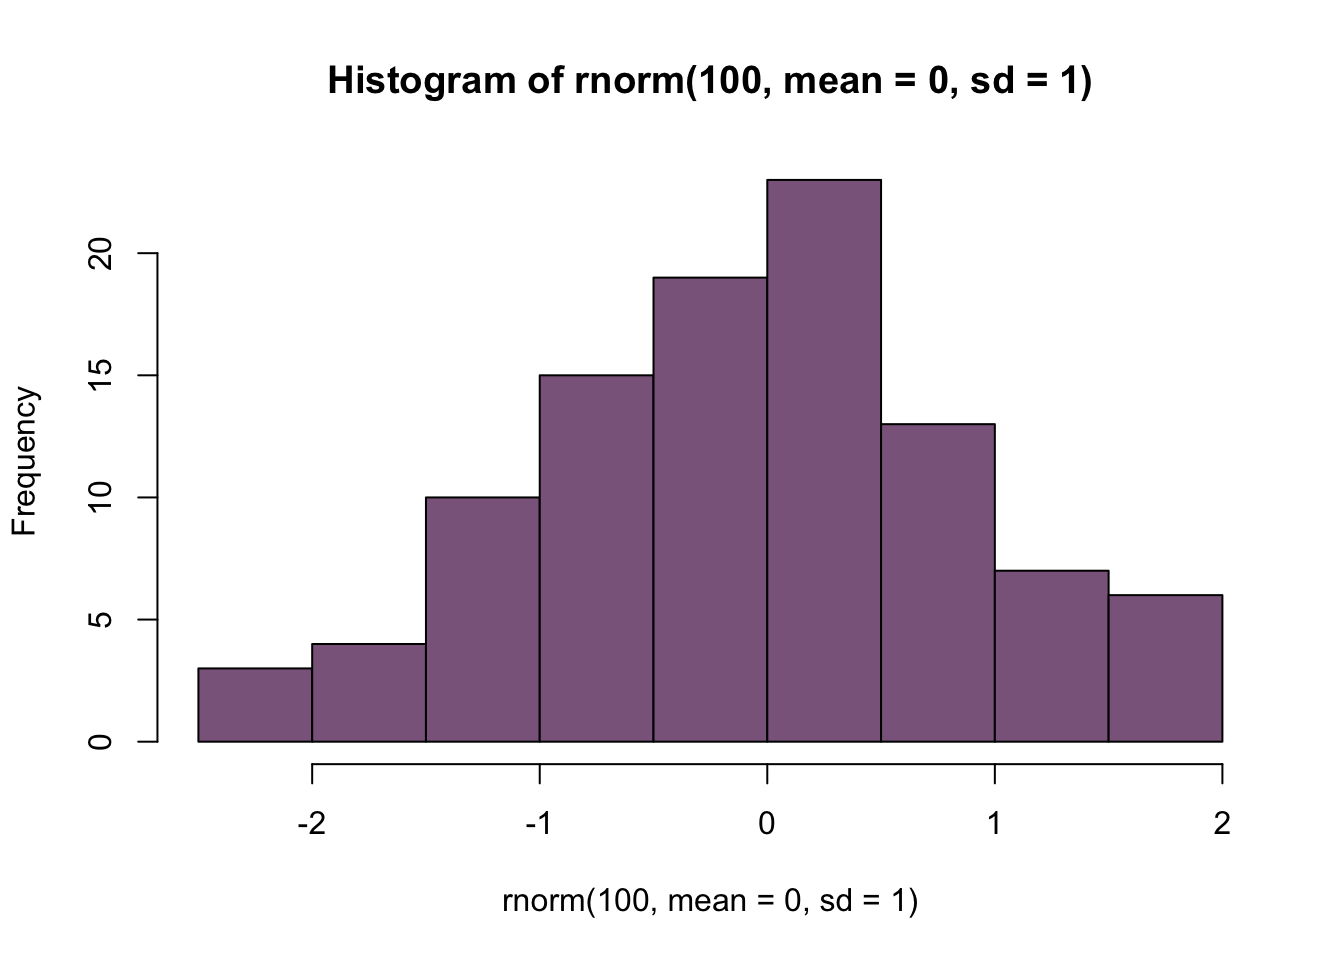 Histogram of rnorm(100, mean = 0, sd = 1)
Frequency
20
15
10
5
0
-2 -1 0 1 2
rnorm(100, mean = 0, sd = 1)